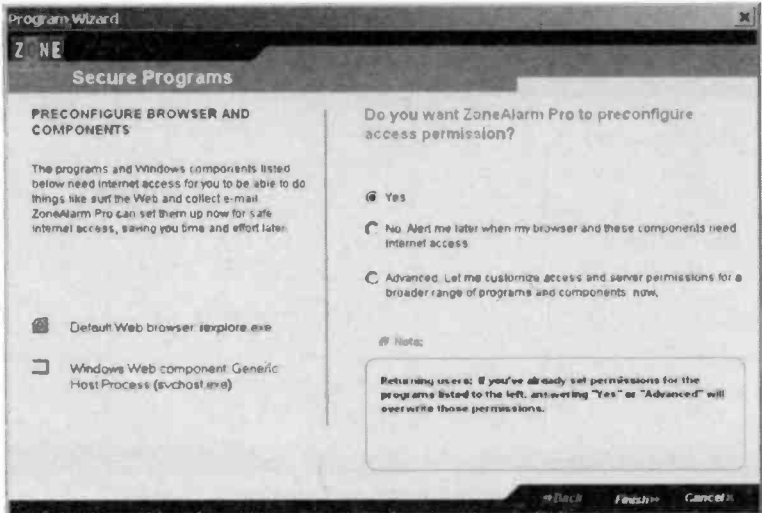 Program Wizard
Z NE
Secure Programs
PRECONFIGURE BROWSER AND
COMPONENTS
The programs and Windows components listed
below need Internet access for you to be able to do
things like surf the Web and collect e-mail
ZoneAlarm Pro can set them up now for safe
internet access, saving you time and effort later
Default Web browser iexplore.exe
Windows Web component Generic
Host Process (svchost.exe)
Do you want ZoneAlarm Pro to preconfigure
access permission?
Yes
No. Alert me later when my browser and these components need
Internet access
Advanced. Let me customize access and server permissions for a
broader range of programs and components now.
Note:
Returning users: If you've already set permissions for the
programs listed to the left, answering "Yes" or "Advanced" will
overwrite those permissions.
Back Finish Cancel